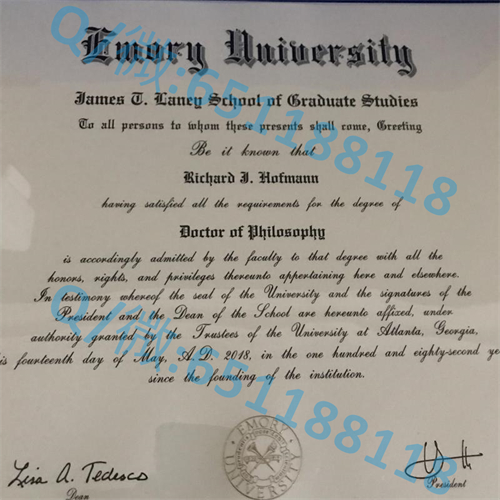 Emory University
James T. Laney School of Graduate Studies
To all persons to whom these presents shall come, Greeting
Be it known that
Richard J. Hofmann
having satisfied all the requirements for the degree of
Doctor of Philosophy
is accordingly admitted by the faculty to that degree with all the
honors, rights, and privileges thereunto appertaining here and elsewhere.
In testimony whereof the seal of the University and the signatures of the
President and the Dean of the School are hereunto affixed, under
authority granted by the Trustees of the University at Atlanta, Georgia,
is fourteenth day of May, A.D. 2018, in the one hundred and eighty-second ye
since the founding of the institution.
EMORY
UNIVERSITY
Lisa A. Tedesco
Dean
President
Q/微:651188118
Q/微:651188118